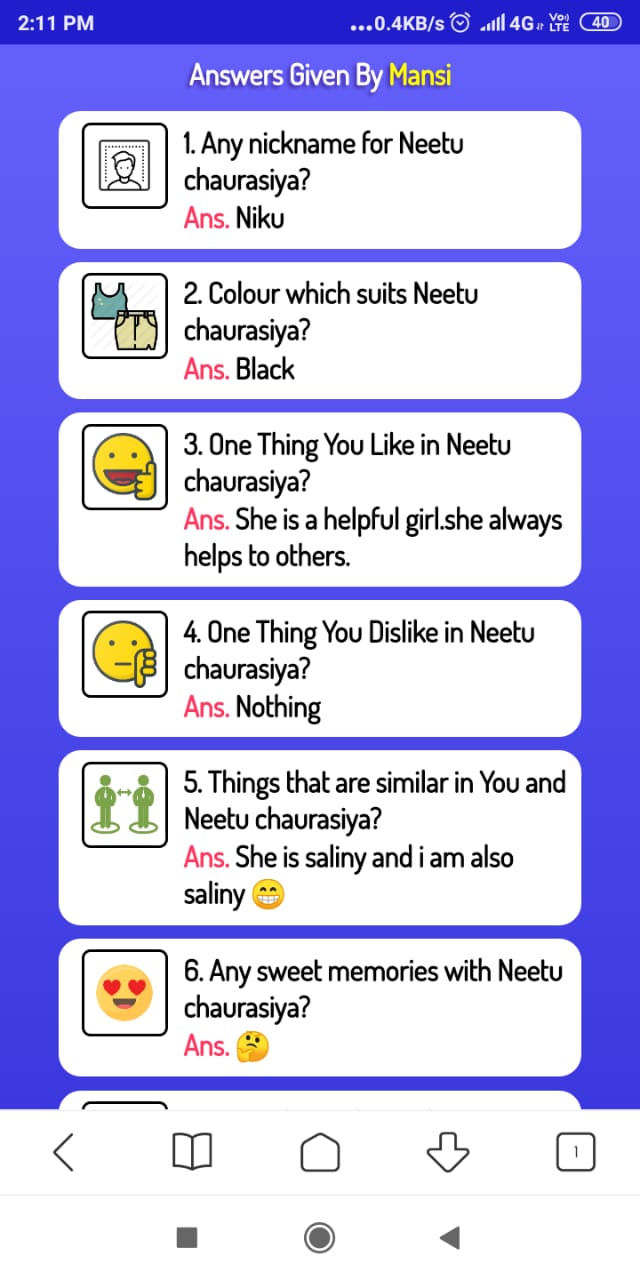 2:11 PM
...0.4KB/s 4G Vo) LTE 40
Answers Given By Mansi
1. Any nickname for Neetu
chaurasiya?
Ans. Niku
2. Colour which suits Neetu
chaurasiya?
Ans. Black
3. One Thing You Like in Neetu
chaurasiya?
Ans. She is a helpful girl.she always
helps to others.
4. One Thing You Dislike in Neetu
chaurasiya?
Ans. Nothing
5. Things that are similar in You and
Neetu chaurasiya?
Ans. She is saliny and i am also
saliny 😁
6. Any sweet memories with Neetu
chaurasiya?
Ans. 🤔
1